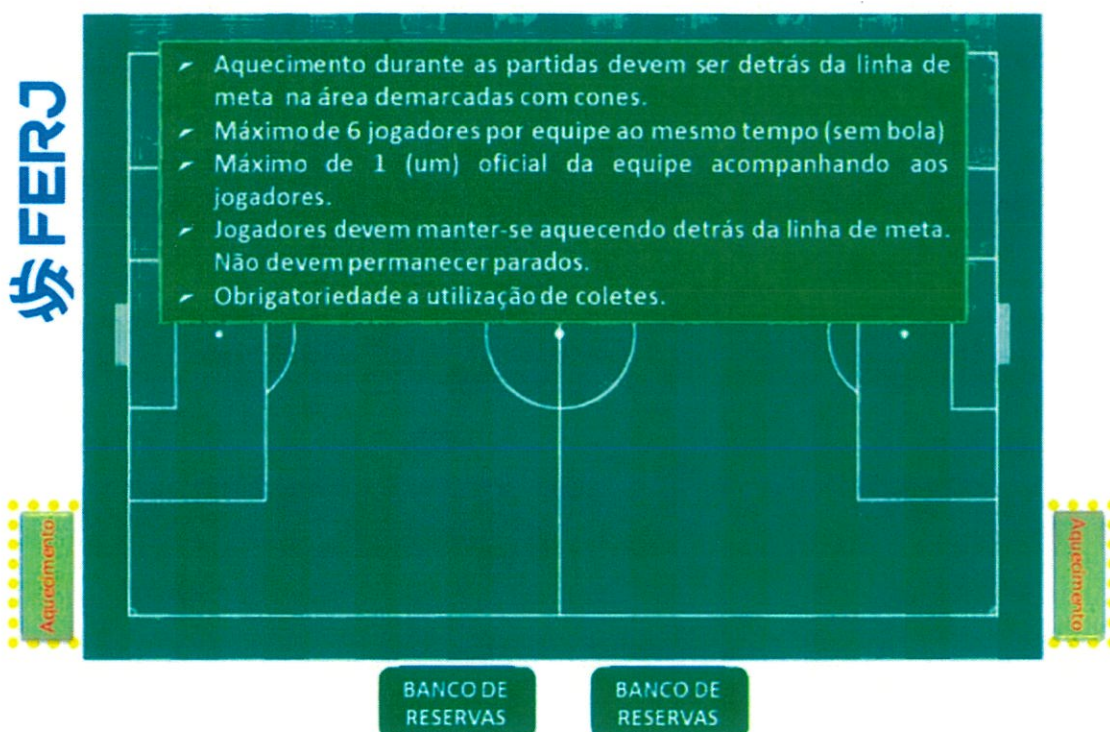 FERJ
Aquecimento durante as partidas devem ser detrás da linha de
meta na área demarcadas com cones.
Máximo de 6 jogadores por equipe ao mesmo tempo (sem bola)
Máximo de 1 (um) oficial da equipe acompanhando aos
jogadores.
Jogadores devem manter-se aquecendo detrás da linha de meta.
Não devem permanecer parados.
Obrigatoriedade a utilização de coletes.
Aquecimento
Aquecimento
BANCO DE
RESERVAS
BANCO DE
RESERVAS